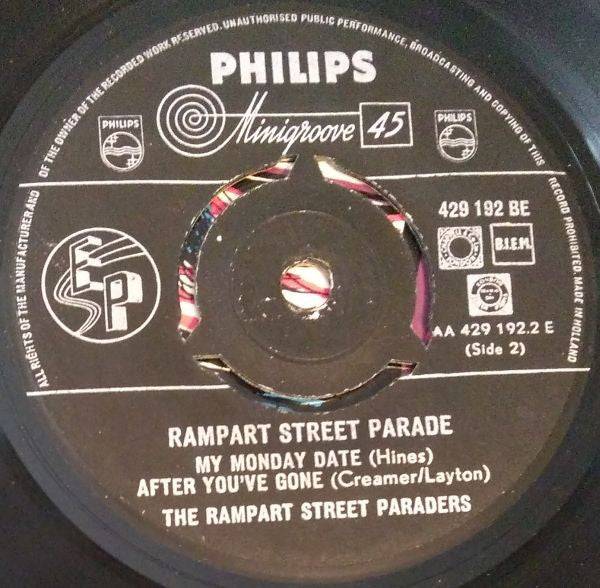 ALL RIGHTS OF THE MANUFACTURER AND OF THE OWNER OF THE RECORDED WORK RESERVED. UNAUTHORISED PUBLIC PERFORMANCE, BROADCASTING AND COPYING OF THIS RECORD PROHIBITED. MADE IN HOLLAND
PHILIPS
Minigroove 45
PHILIPS
PHILIPS
429 192 BE
B.I.E.M.
EP
AA 429 192.2 E
(Side 2)
RAMPART STREET PARADE
MY MONDAY DATE (Hines)
AFTER YOU'VE GONE (Creamer/Layton)
THE RAMPART STREET PARADERS